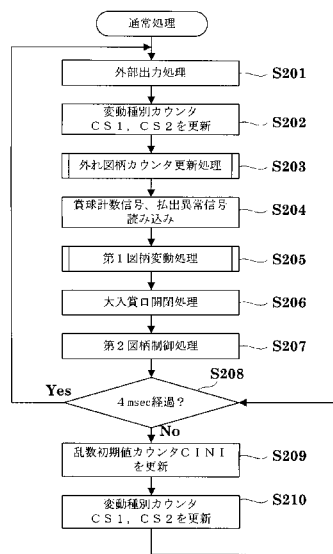 通常処理
外部出力処理
S201
変動種別カウンタ
CS1, CS2を更新
S202
外れ図柄カウンタ更新処理
S203
賞球計数信号、払出異常信号
読み込み
S204
第1図柄変動処理
S205
大入賞口開閉処理
S206
第2図柄制御処理
S207
S208
Yes
4msec経過?
No
乱数初期値カウンタCINI
を更新
S209
変動種別カウンタ
CS1, CS2を更新
S210